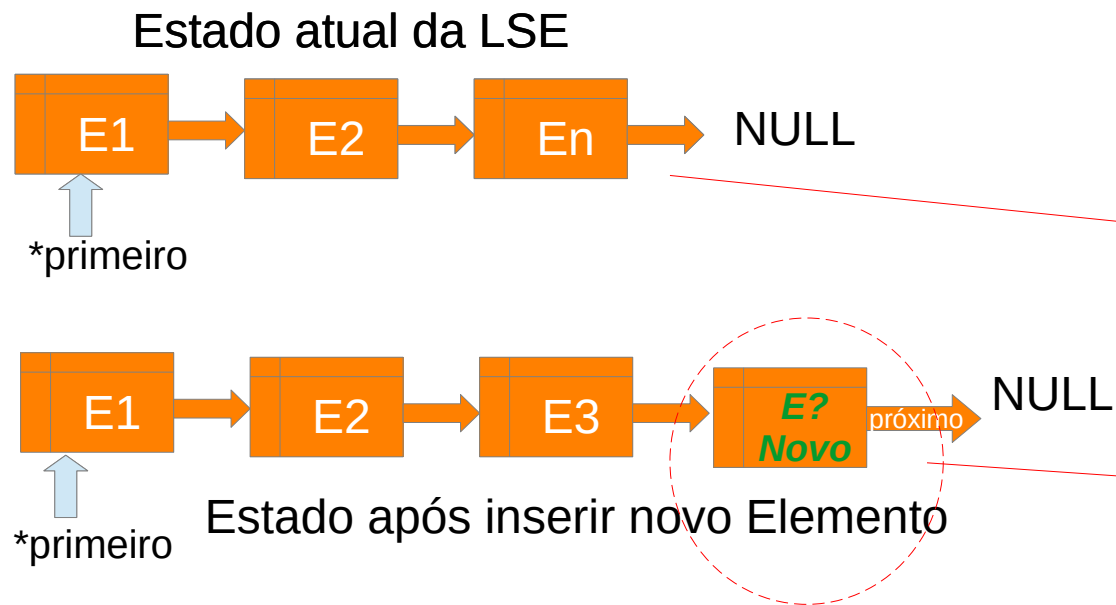 Estado atual da LSE
E1
E2
En
NULL
*primeiro
E1
E2
E3
E?
Novo
próximo
NULL
*primeiro
Estado após inserir novo Elemento